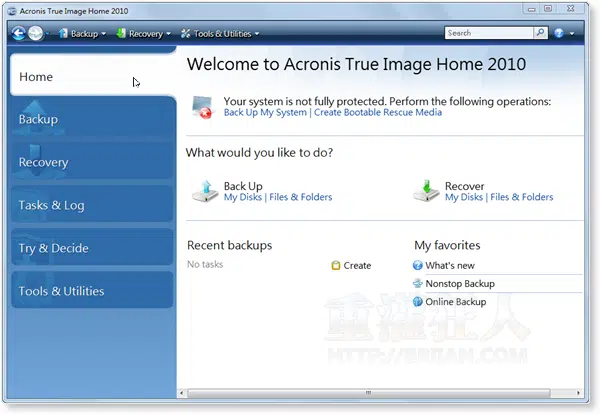 Acronis True Image Home 2010
Backup Recovery Tools & Utilities Search
Home
Backup
Recovery
Tasks & Log
Try & Decide
Tools & Utilities
Welcome to Acronis True Image Home 2010
Your system is not fully protected. Perform the following operations:
Back Up My System | Create Bootable Rescue Media
What would you like to do?
Back Up
My Disks | Files & Folders
Recover
My Disks | Files & Folders
Recent backups
No tasks
Create
My favorites
What's new
Nonstop Backup
Online Backup
重灌狂人
HTTP://BRIIAN.COM